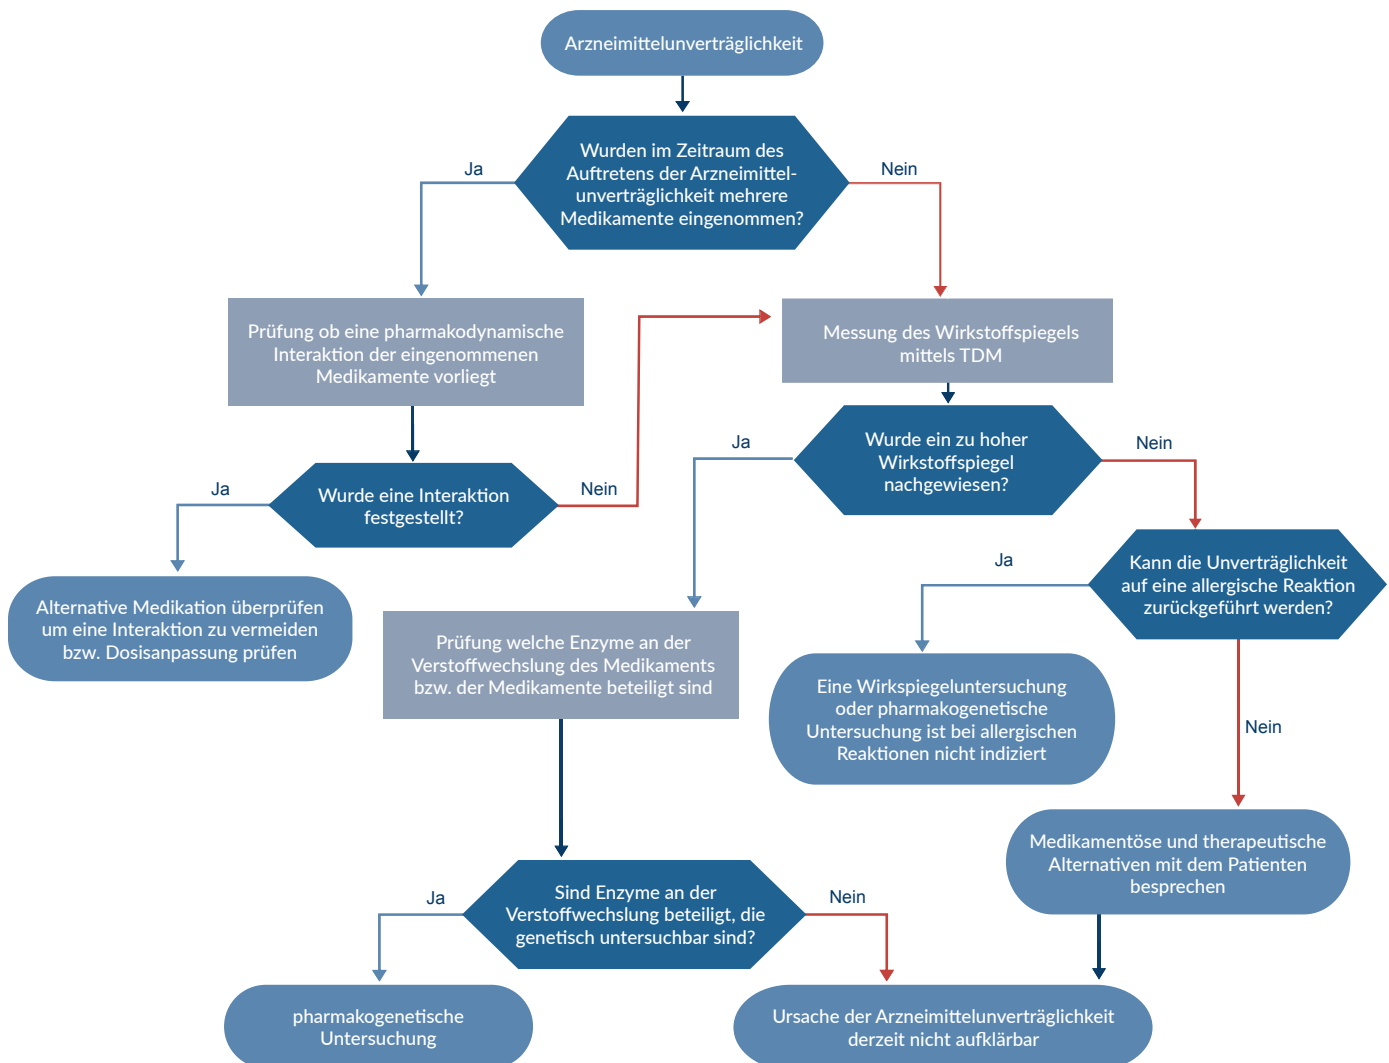 Arzneimittelunverträglichkeit
Wurden im Zeitraum des
Auftretens der Arzneimittel-
unverträglichkeit mehrere
Medikamente eingenommen?
Ja
Nein
Prüfung ob eine pharmakodynamische
Interaktion der eingenommenen
Medikamente vorliegt
Messung des Wirkstoffspiegels
mittels TDM
Wurde eine Interaktion
festgestellt?
Ja
Nein
Wurde ein zu hoher
Wirkstoffspiegel
nachgewiesen?
Ja
Nein
Alternative Medikation überprüfen
um eine Interaktion zu vermeiden
bzw. Dosisanpassung prüfen
Prüfung welche Enzyme an der
Verstoffwechslung des Medikaments
bzw. der Medikamente beteiligt sind
Kann die Unverträglichkeit
auf eine allergische Reaktion
zurückgeführt werden?
Ja
Nein
Eine Wirkspiegeluntersuchung
oder pharmakogenetische
Untersuchung ist bei allergischen
Reaktionen nicht indiziert
Medikamentöse und therapeutische
Alternativen mit dem Patienten
besprechen
Sind Enzyme an der
Verstoffwechslung beteiligt, die
genetisch untersuchbar sind?
Ja
Nein
pharmakogenetische
Untersuchung
Ursache der Arzneimittelunverträglichkeit
derzeit nicht aufklärbar